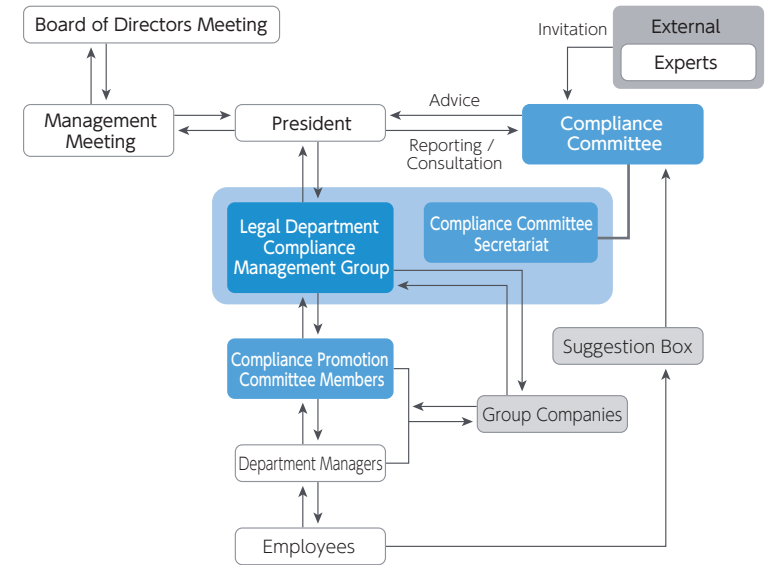 Board of Directors Meeting
Invitation
External
Experts
Management
Meeting
President
Advice
Reporting /
Consultation
Compliance
Committee
Legal Department
Compliance
Management Group
Compliance Committee
Secretariat
Compliance Promotion
Committee Members
Suggestion Box
Group Companies
Department Managers
Employees